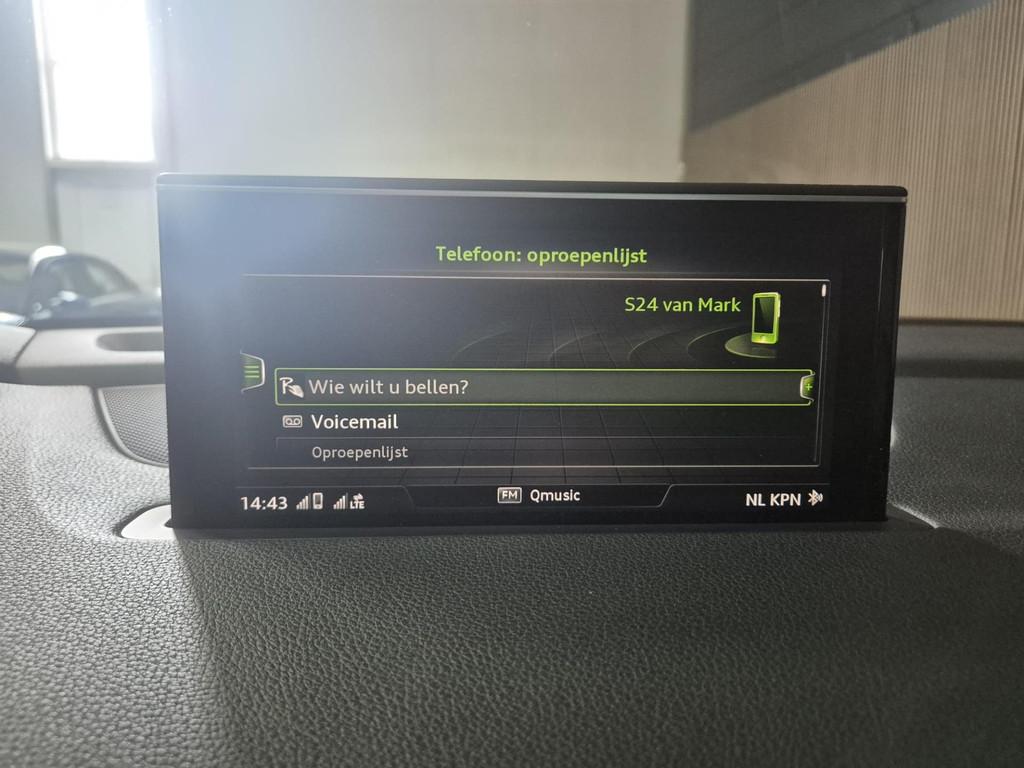 Telefoon: oproepenlijst
S24 van Mark
Wie wilt u bellen?
Voicemail
Oproepenlijst
14:43 LTE FM Qmusic NL KPN